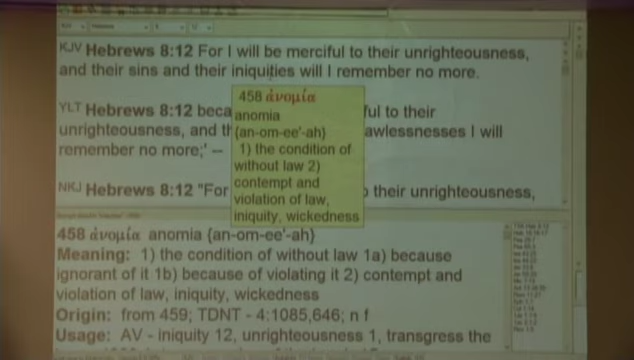 KJV Hebrews 8:12 For I will be merciful to their unrighteousness,
and their sins and their iniquities will I remember no more.
YLT Hebrews 8:12 beca ful to their
unrighteousness, and th awlessnesses I will
remember no more;' —
NKJ Hebrews 8:12 "For o their unrighteousness,
458 ἀνομία
anomia
{an-om-ee'-ah}
1) the condition of
without law 2)
contempt and
violation of law,
iniquity, wickedness
458 ἀνομία anomia {an-om-ee'-ah}
Meaning: 1) the condition of without law 1a) because
ignorant of it 1b) because of violating it 2) contempt and
violation of law, iniquity, wickedness
Origin: from 459; TDNT - 4:1085,646; n f
Usage: AV - iniquity 12, unrighteousness 1, transgress the